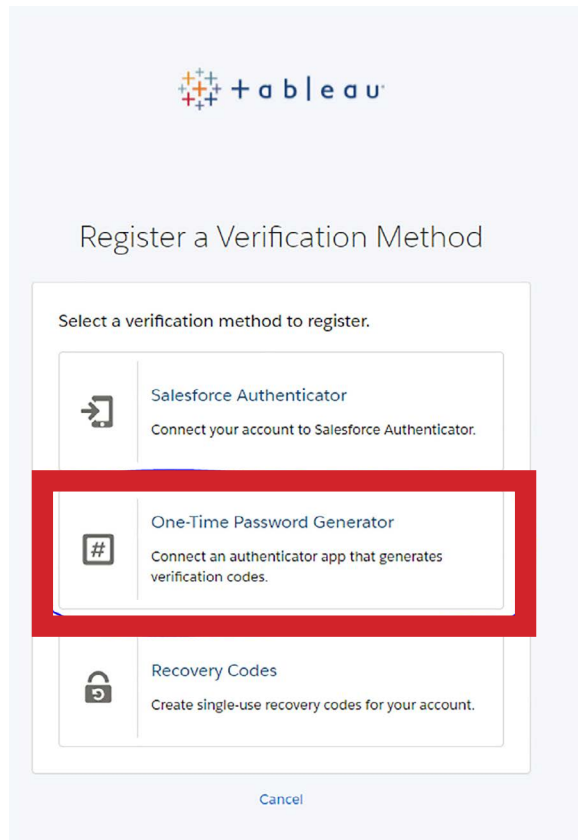 +ableau
Register a Verification Method
Select a verification method to register.
Salesforce Authenticator
Connect your account to Salesforce Authenticator.
#
One-Time Password Generator
Connect an authenticator app that generates
verification codes.
Recovery Codes
Create single-use recovery codes for your account.
Cancel